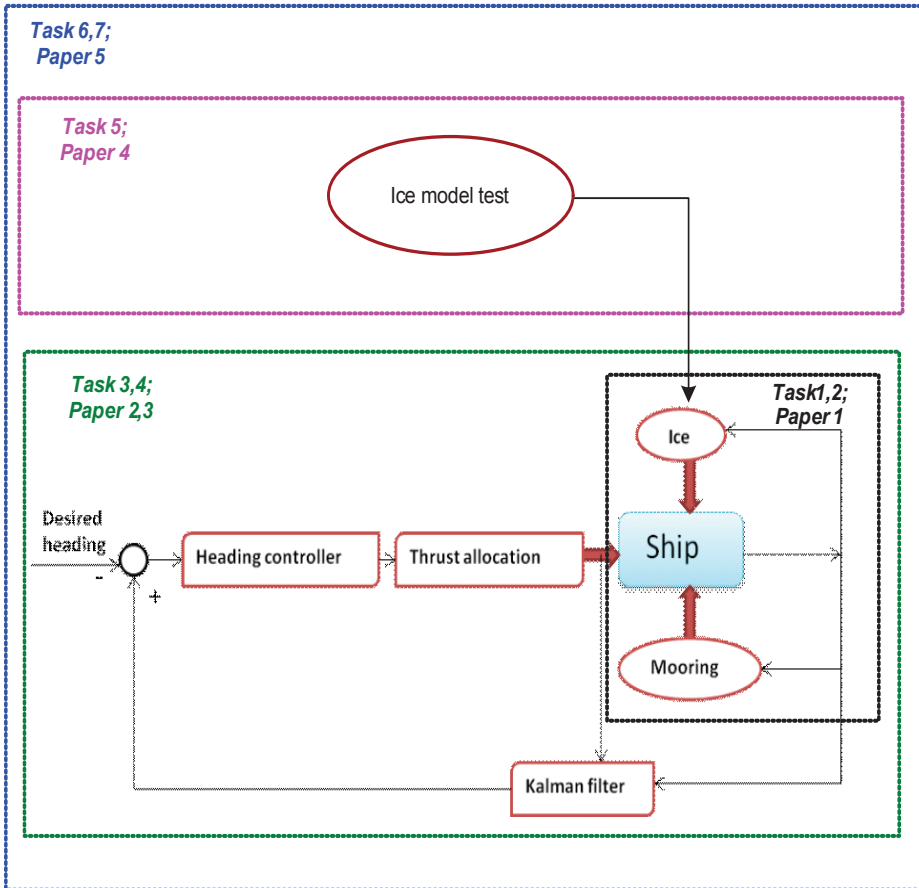 Task 6,7;
Paper 5
Task 5;
Paper 4
Ice model test
Task 3,4;
Paper 2,3
Task1,2;
Paper 1
Ice
Desired
heading
-
+
Heading controller
Thrust allocation
Ship
Mooring
Kalman filter